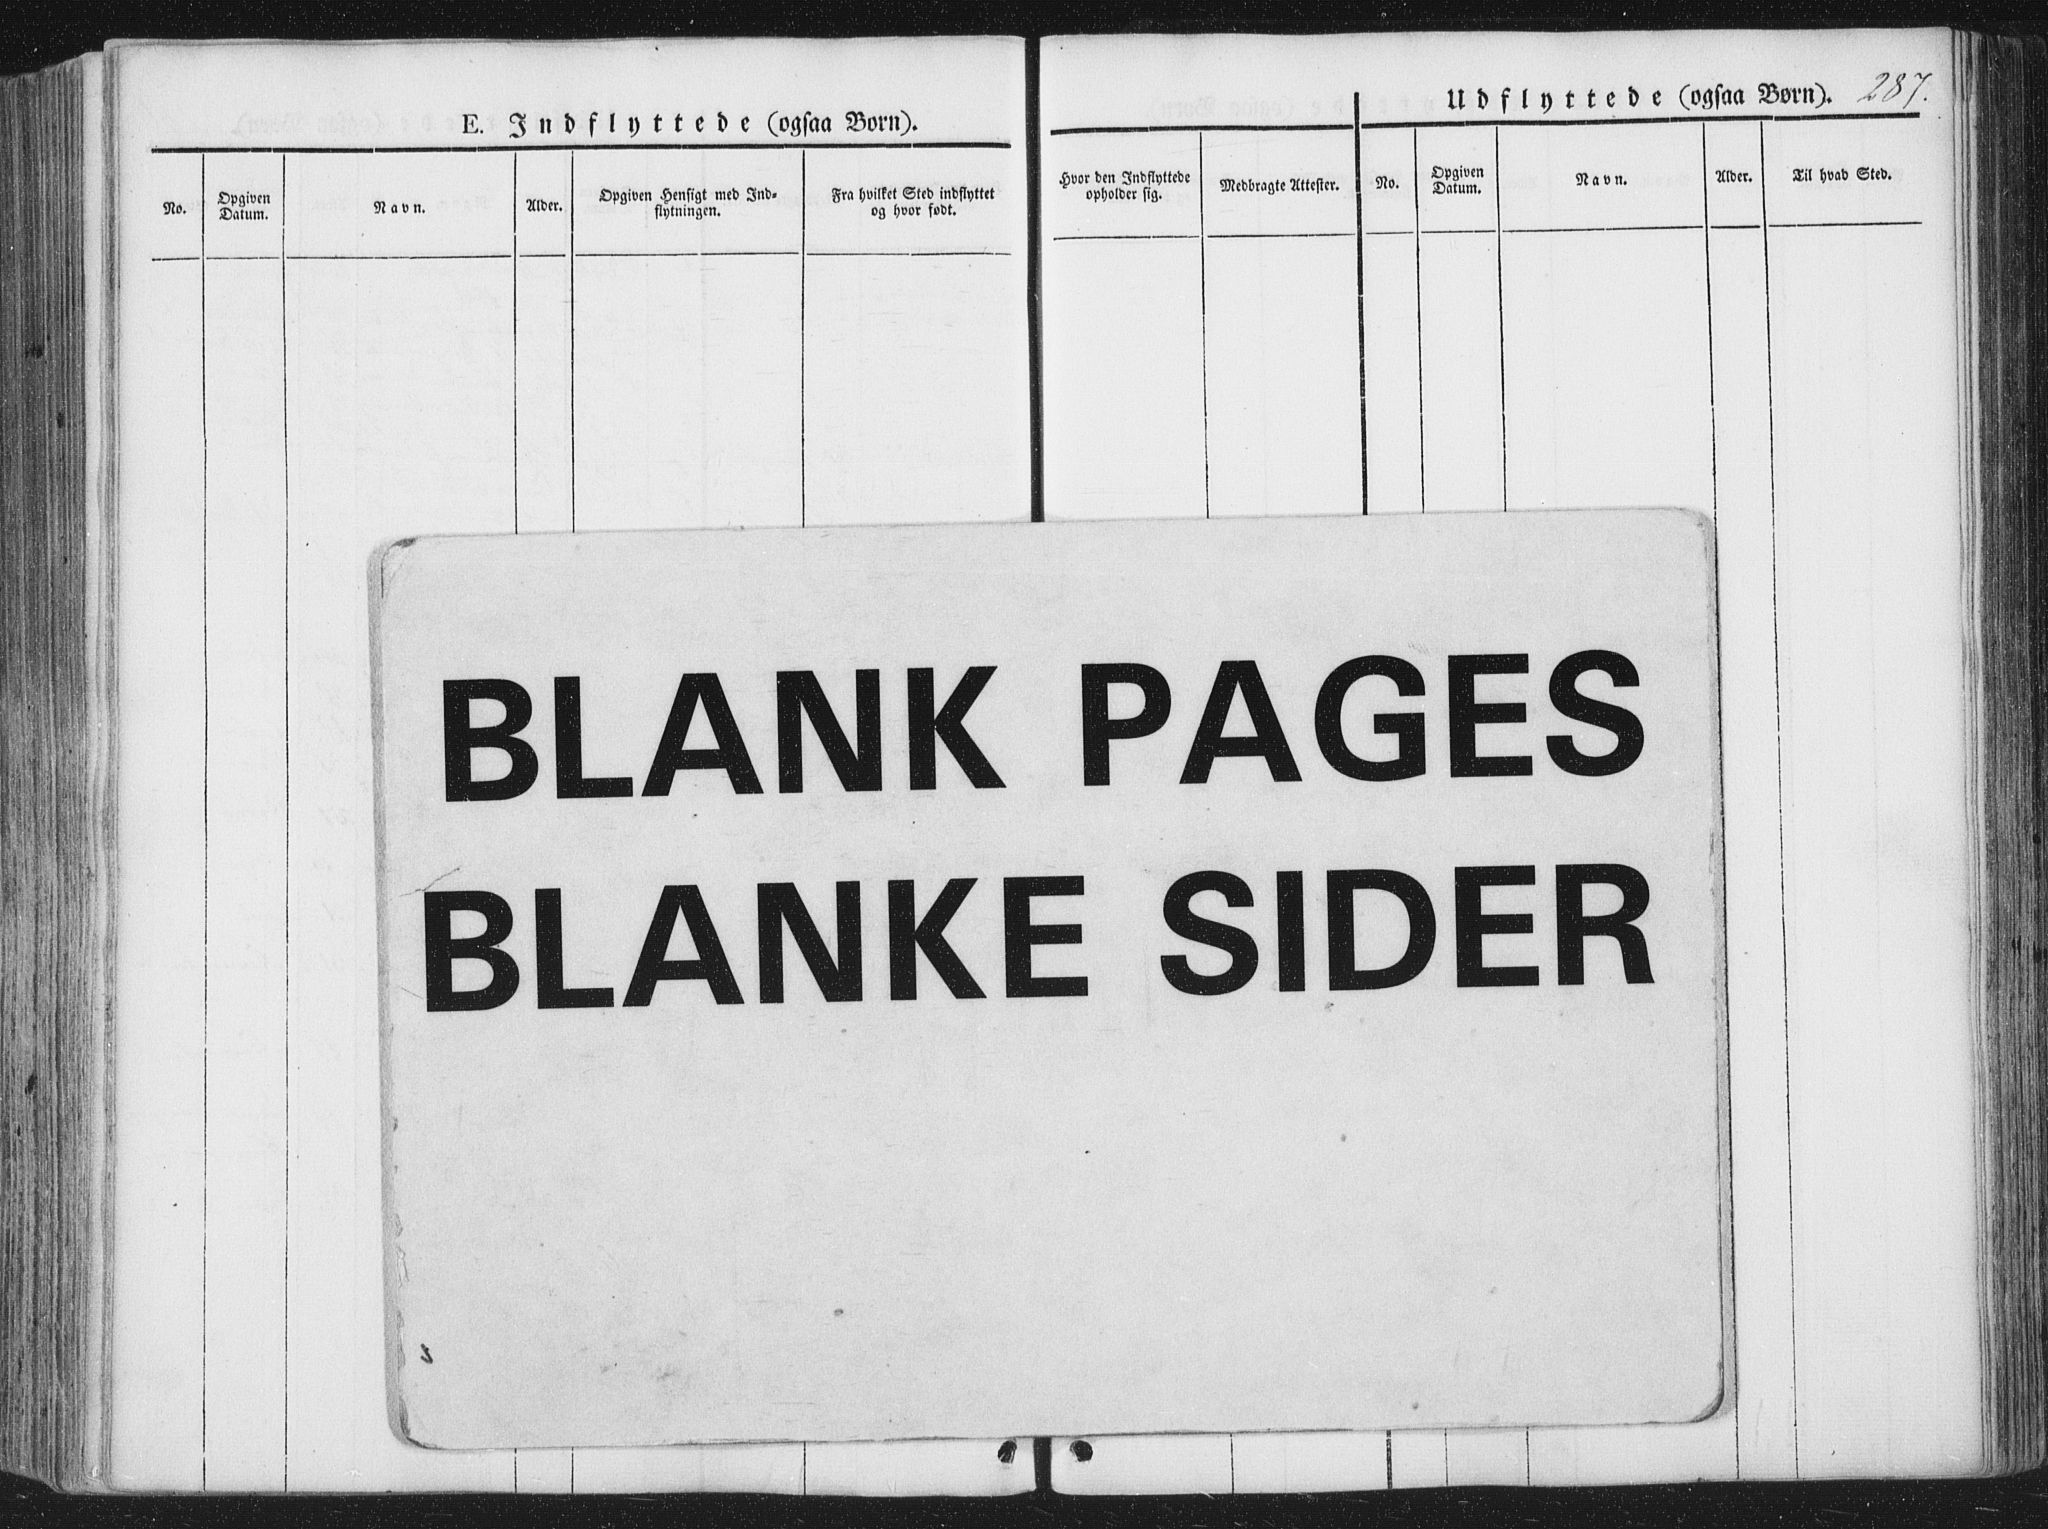 E. Indflyttede (ogsaa Børn).
No.
Opgiven
Datum.
Navn.
Alder.
Opgiven Hensigt med Ind-
flytningen.
Fra hvilket Sted indflyttet
og hvor født.
Hvor den Indflyttede
opholder sig.
Medbragte Attester.
Udflyttede (ogsaa Børn). 287.
No.
Opgiven
Datum.
Navn.
Alder.
Til hvad Sted.
BLANK PAGES
BLANKE SIDER